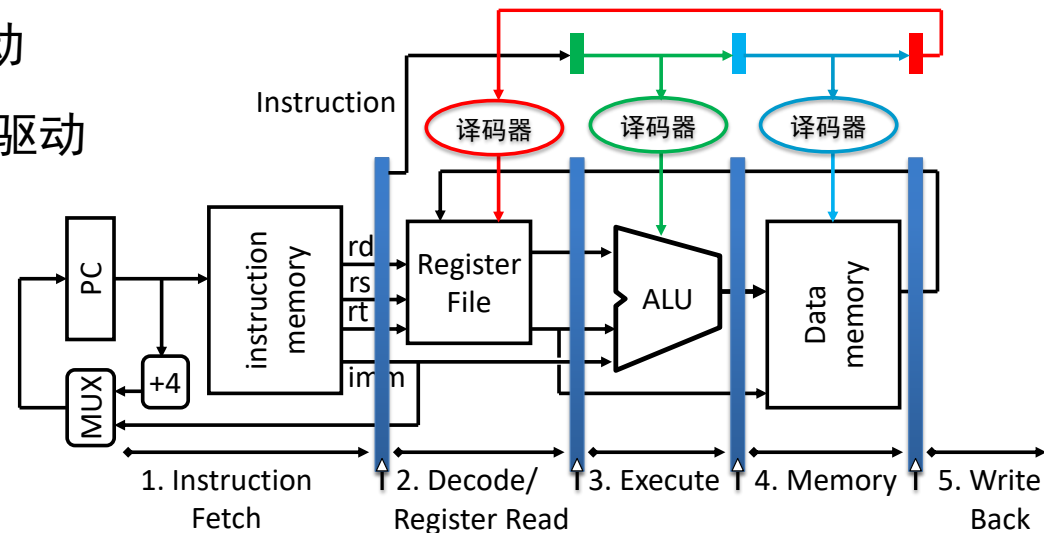 动
驱动
Instruction
译码器
译码器
译码器
PC
instruction
memory
rd
rs
rt
imm
Register
File
ALU
Data
memory
+4
MUX
1. Instruction
Fetch
2. Decode/
Register Read
3. Execute
4. Memory
5. Write
Back